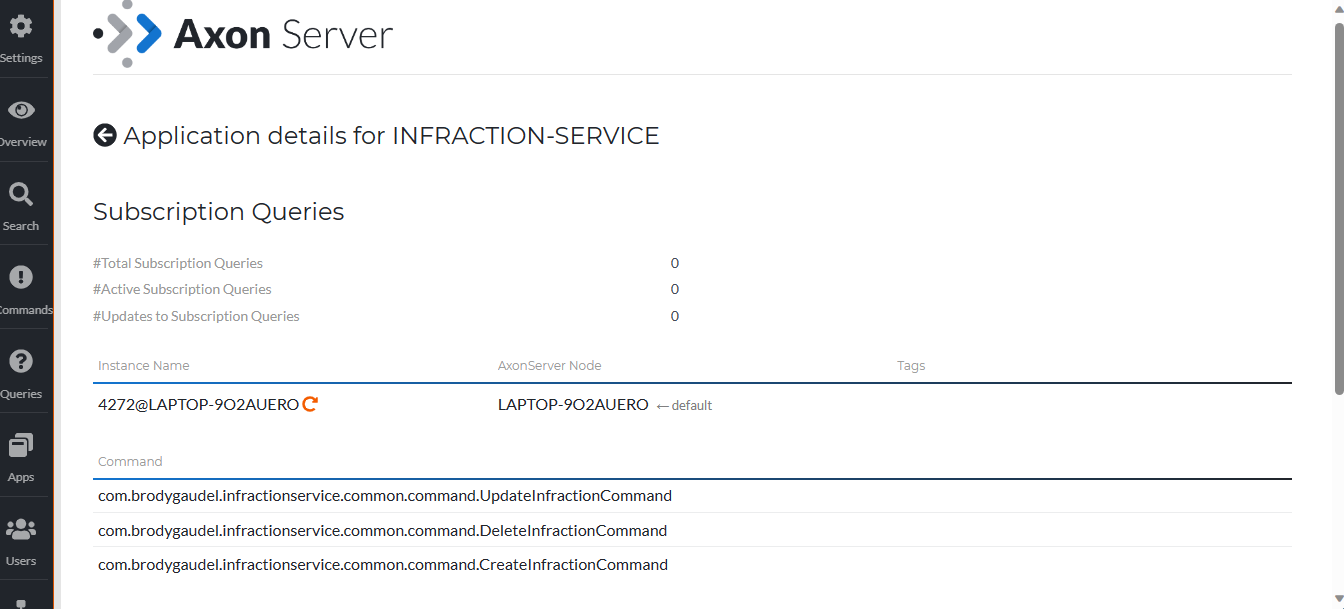 Axon Server
Settings
Overview
Search
Commands
Queries
Apps
Users
Application details for INFRACTION-SERVICE
Subscription Queries
#Total Subscription Queries 0
#Active Subscription Queries 0
#Updates to Subscription Queries 0
Instance Name AxonServer Node Tags
4272@LAPTOP-9O2AUERO LAPTOP-9O2AUERO ←default
Command
com.brodygaudel.infractionservice.common.command.UpdateInfractionCommand
com.brodygaudel.infractionservice.common.command.DeleteInfractionCommand
com.brodygaudel.infractionservice.common.command.CreateInfractionCommand